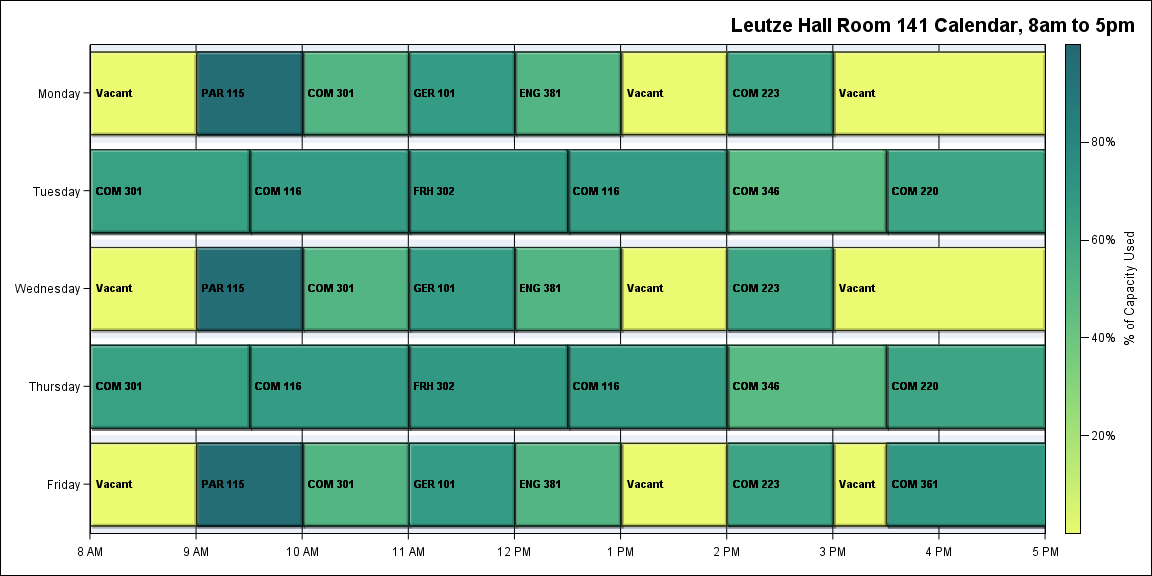 Leutze Hall Room 141 Calendar, 8am to 5pm
Monday
Vacant
PAR 115
COM 301
GER 101
ENG 381
Vacant
COM 223
Vacant
Tuesday
COM 301
COM 116
FRH 302
COM 116
COM 346
COM 220
Wednesday
Vacant
PAR 115
COM 301
GER 101
ENG 381
Vacant
COM 223
Vacant
Thursday
COM 301
COM 116
FRH 302
COM 116
COM 346
COM 220
Friday
Vacant
PAR 115
COM 301
GER 101
ENG 381
Vacant
COM 223
Vacant
COM 361
8 AM
9 AM
10 AM
11 AM
12 PM
1 PM
2 PM
3 PM
4 PM
5 PM
80%
60%
40%
20%
% of Capacity Used